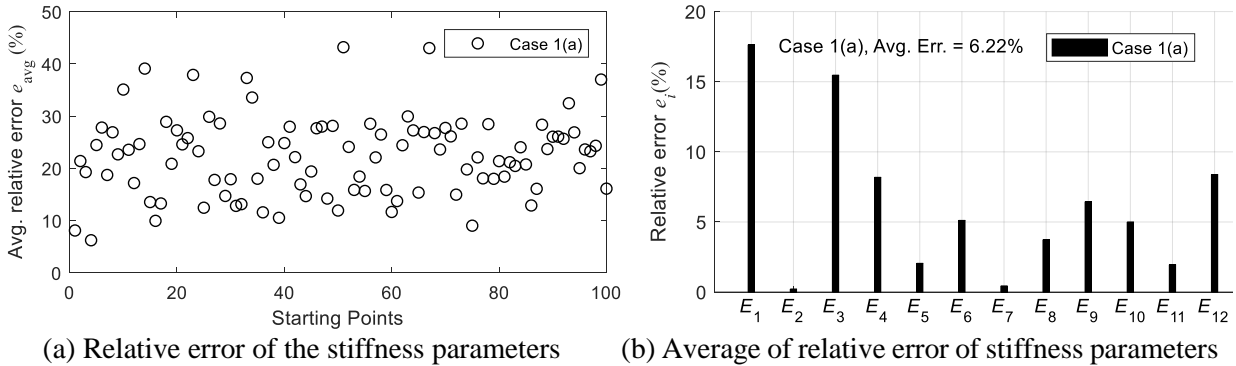 50
40
30
20
10
0
Avg. relative error e_avg (%)
Case 1(a)
0 20 40 60 80 100
Starting Points
(a) Relative error of the stiffness parameters
20
15
10
5
0
Relative error e_i(%)
Case 1(a), Avg. Err. = 6.22%
Case 1(a)
E_1 E_2 E_3 E_4 E_5 E_6 E_7 E_8 E_9 E_10 E_11 E_12
(b) Average of relative error of stiffness parameters